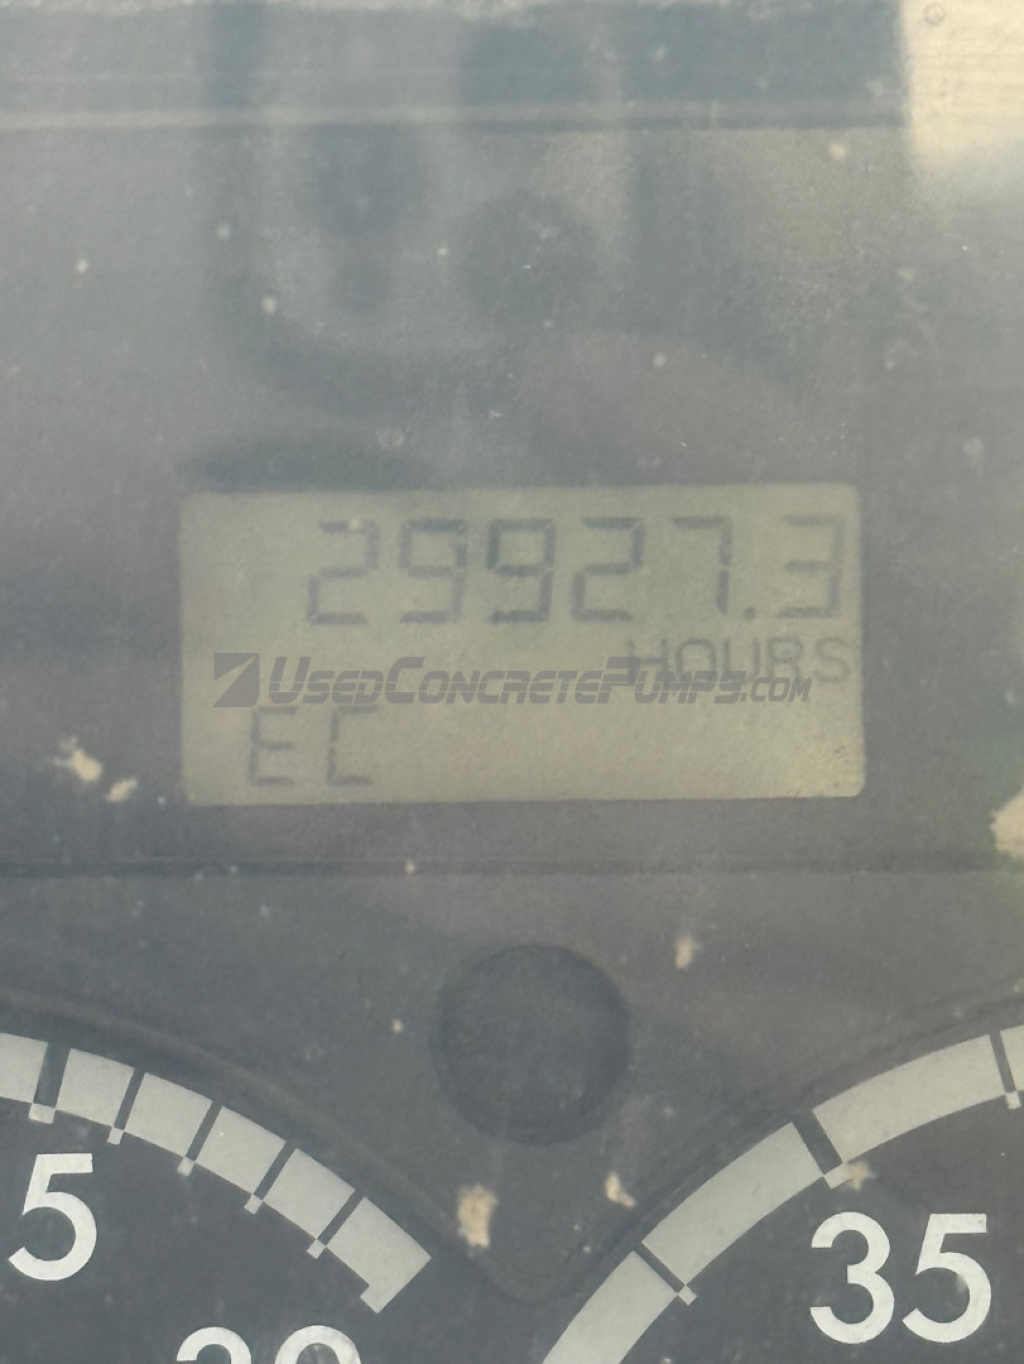 29927.3
HOURS
USEDCONCRETEPUMPS.COM
EC
5
35